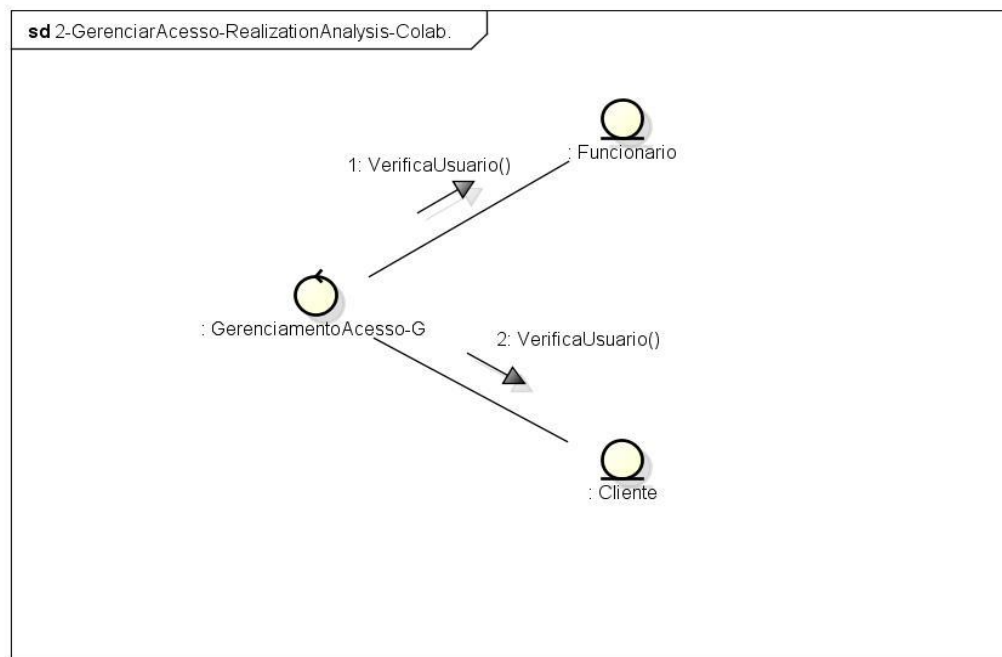 sd 2-GerenciarAcesso-RealizationAnalysis-Colab.
: Funcionario
1: VerificaUsuario()
: GerenciamentoAcesso-G
2: VerificaUsuario()
: Cliente